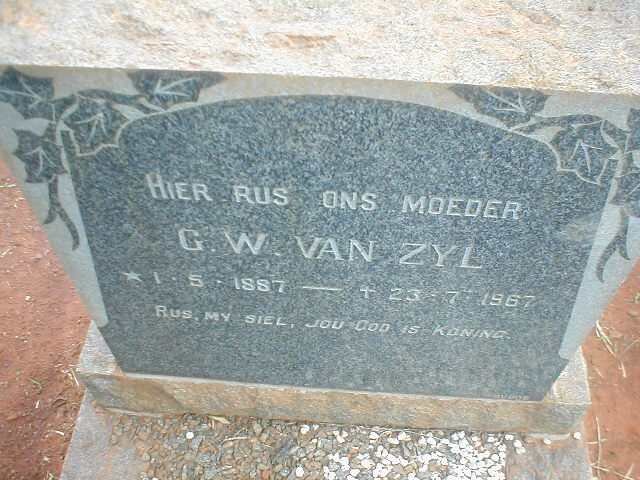 HIER RUS ONS MOEDER
G. W. VAN ZYL
* 1 · 5 · 1887 — + 23 · 7 · 1967
RUS, MY SIEL, JOU GOD IS KONING